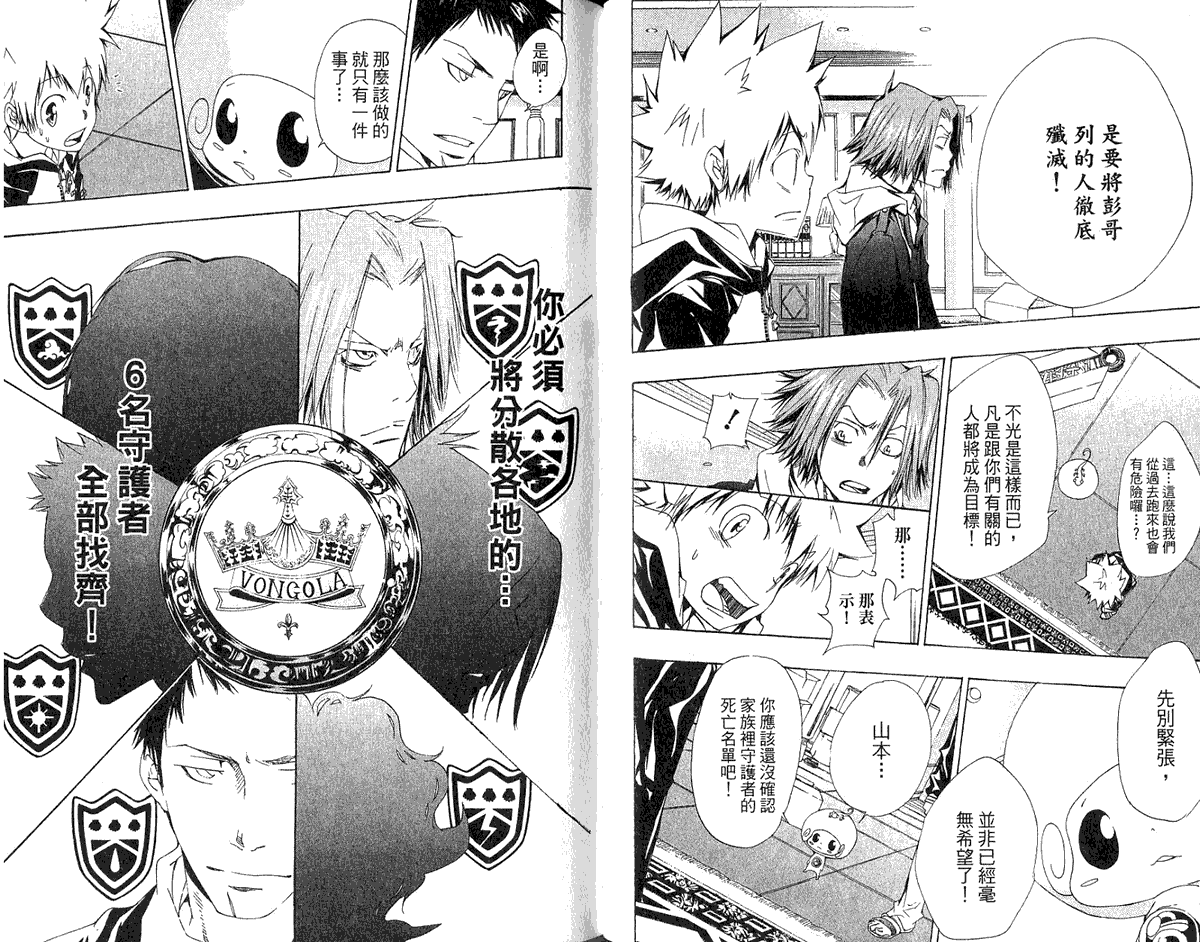 是要將彭哥
列的人徹底
殲滅！
這…這麼說我們
從過去跑來也會
有危險囉…？
不光是這樣而已，
凡是跟你們有關的
人都將成為目標！
！
那……
那表
示！
先別緊張，
並非已經毫
無希望了！
山本…
你應該還沒確認
家族裡守護者的
死亡名單吧！
是啊…
那麼該做的
就只有一件
事了…
你必須
將分散各地的…
6名守護者
全部找齊！
VONGOLA